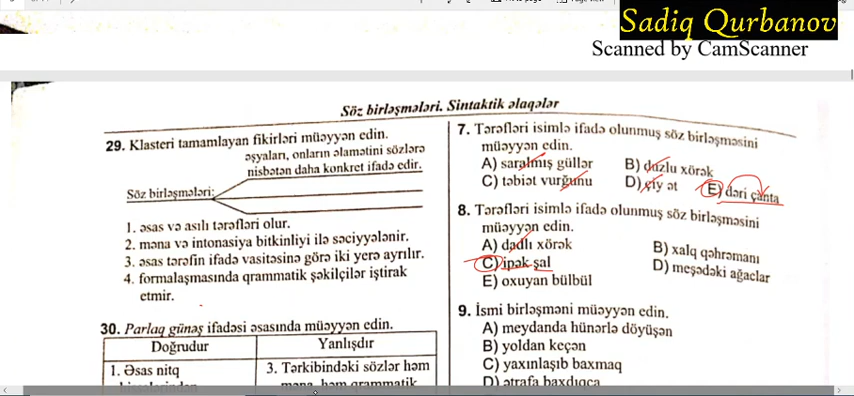 Sadiq Qurbanov
Scanned by CamScanner
Söz birləşmələri. Sintaktik əlaqələr
29. Klasteri tamamlayan fikirləri müəyyən edin.
əşyaları, onların əlamətini sözlərə
nisbətən daha konkret ifadə edir.
Söz birləşmələri:
1. əsas və asılı tərəfləri olur.
2. məna və intonasiya bitkinliyi ilə səciyyələnir.
3. əsas tərəfin ifadə vasitəsinə görə iki yerə ayrılır.
4. formalaşmasında qrammatik şəkilçilər iştirak
etmir.
30. Parlaq günəş ifadəsi əsasında müəyyən edin.
Doğrudur Yanlışdır
1. Əsas nitq 3. Tərkibindəki sözlər həm
məna, həm qrammatik
7. Tərəfləri isimlə ifadə olunmuş söz birləşməsini
müəyyən edin.
A) saralmış güllər B) duzlu xörək
C) təbiət vurğunu D) çiy ət E) dəri çanta
8. Tərəfləri isimlə ifadə olunmuş söz birləşməsini
müəyyən edin.
A) dadlı xörək B) xalq qəhrəmanı
C) ipək şal D) meşədəki ağaclar
E) oxuyan bülbül
9. İsmi birləşməni müəyyən edin.
A) meydanda hünərlə döyüşən
B) yoldan keçən
C) yaxınlaşıb baxmaq
D) ətrafa baxdıqca